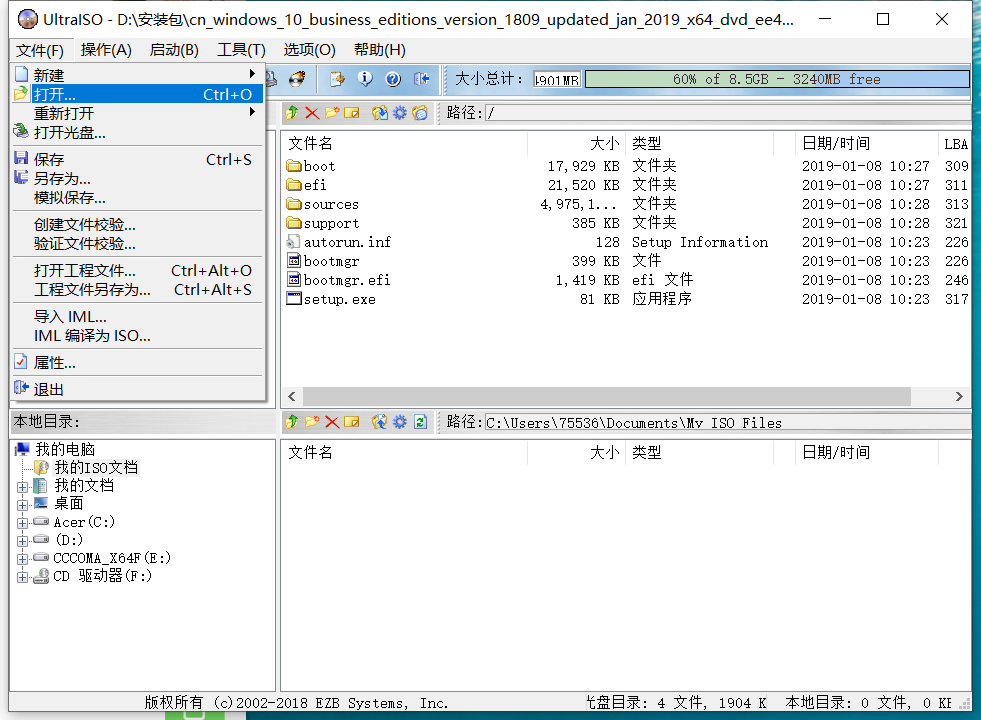 UltraISO - D:\安装包\cn_windows_10_business_editions_version_1809_updated_jan_2019_x64_dvd_ee4...
文件(F) 操作(A) 启动(B) 工具(T) 选项(O) 帮助(H)
大小总计: 4901MB 60% of 8.5GB - 3240MB free
新建
打开... Ctrl+O
重新打开
打开光盘...
保存 Ctrl+S
另存为...
模拟保存...
创建文件校验...
验证文件校验...
打开工程文件... Ctrl+Alt+O
工程文件另存为... Ctrl+Alt+S
导入 IML...
IML 编译为 ISO...
属性...
退出
路径: /
文件名 大小 类型 日期/时间 LBA
boot 17,929 KB 文件夹 2019-01-08 10:27 309
efi 21,520 KB 文件夹 2019-01-08 10:27 311
sources 4,975,1... 文件夹 2019-01-08 10:28 313
support 385 KB 文件夹 2019-01-08 10:28 321
autorun.inf 128 Setup Information 2019-01-08 10:23 226
bootmgr 399 KB 文件 2019-01-08 10:23 226
bootmgr.efi 1,419 KB efi 文件 2019-01-08 10:23 246
setup.exe 81 KB 应用程序 2019-01-08 10:23 317
本地目录: 路径: C:\Users\75536\Documents\My ISO Files
我的电脑
我的ISO文档
我的文档
桌面
Acer(C:)
(D:)
CCCOMA_X64F(E:)
CD 驱动器(F:)
文件名 大小 类型 日期/时间
版权所有 (c)2002-2018 EZB Systems, Inc. 光盘目录: 4 文件, 1904 K 本地目录: 0 文件, 0 KB